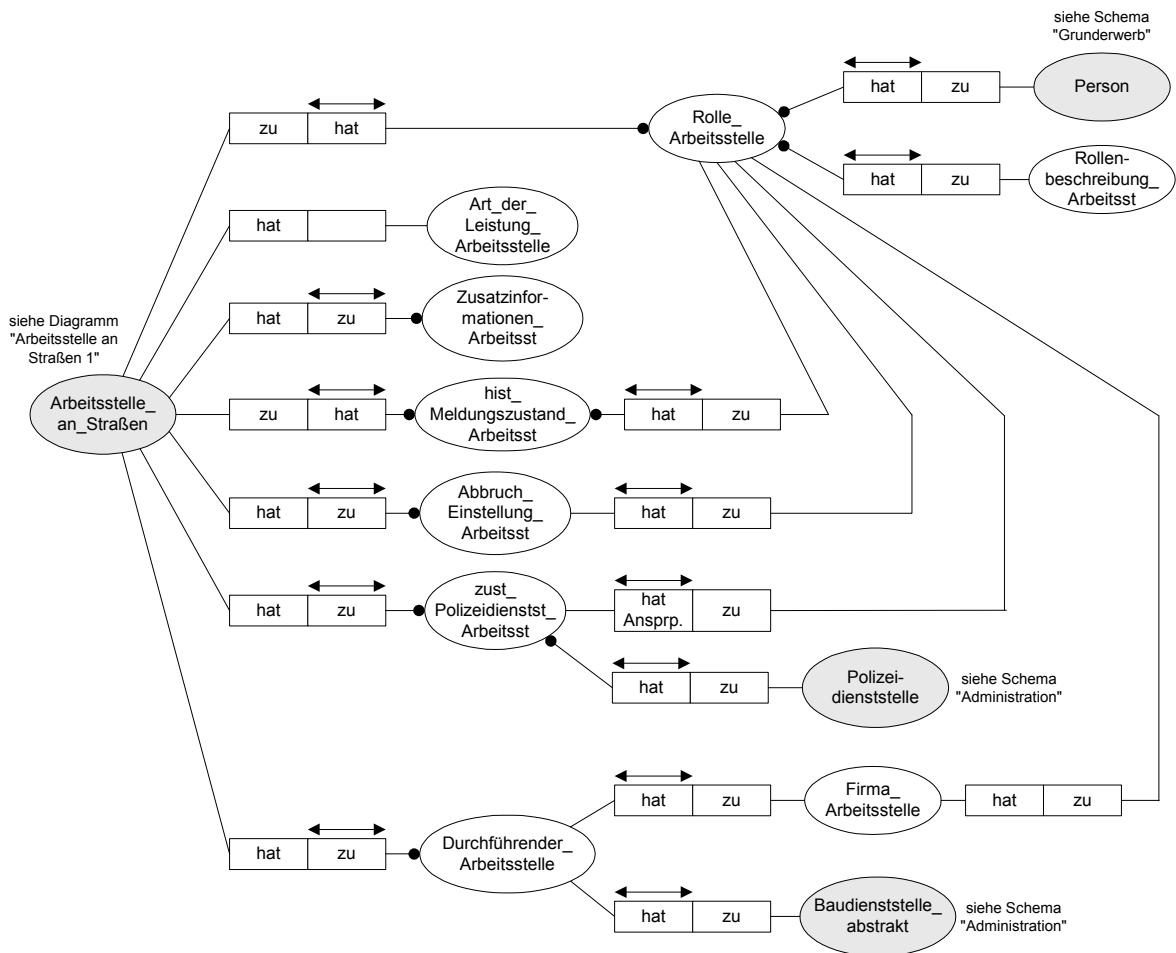 siehe Schema
"Grunderwerb"
hat
zu
Person
zu
hat
Rolle_
Arbeitsstelle
hat
zu
Rollen-
beschreibung_
Arbeitsst
hat
Art_der_
Leistung_
Arbeitsstelle
siehe Diagramm
"Arbeitsstelle an
Straßen 1"
hat
zu
Zusatzinfor-
mationen_
Arbeitsst
Arbeitsstelle_
an_Straßen
zu
hat
hist_
Meldungszustand_
Arbeitsst
hat
zu
hat
zu
Abbruch_
Einstellung_
Arbeitsst
hat
zu
hat
zu
zust_
Polizeidienstst_
Arbeitsst
hat
Ansprp.
zu
hat
zu
Polizei-
dienststelle
siehe Schema
"Administration"
hat
zu
Firma_
Arbeitsstelle
hat
zu
hat
zu
Durchführender_
Arbeitsstelle
hat
zu
Baudienststelle_
abstrakt
siehe Schema
"Administration"